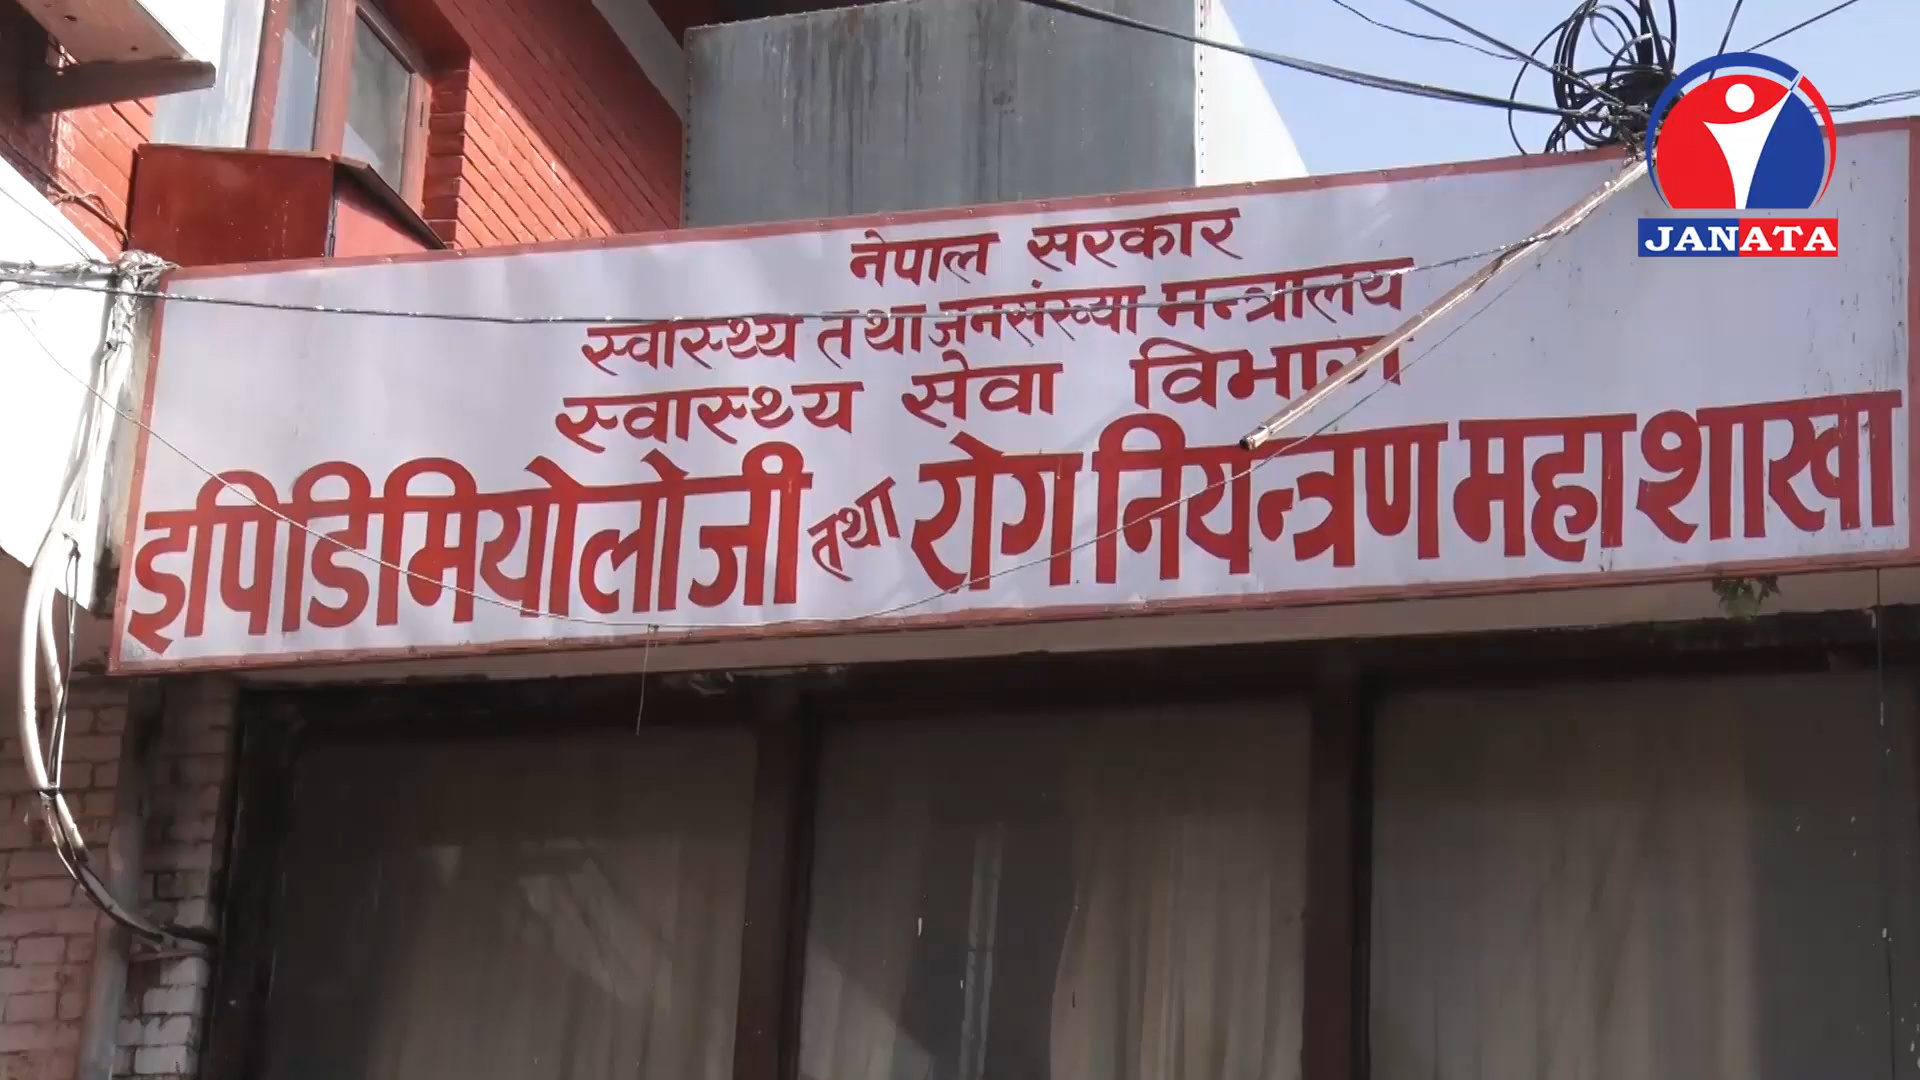 नेपाल सरकार
स्वास्थ्य तथा जनसंख्या मन्त्रालय
स्वास्थ्य सेवा विभाग
इपिडिमियोलोजी तथा रोग नियन्त्रण महाशाखा
JANATA